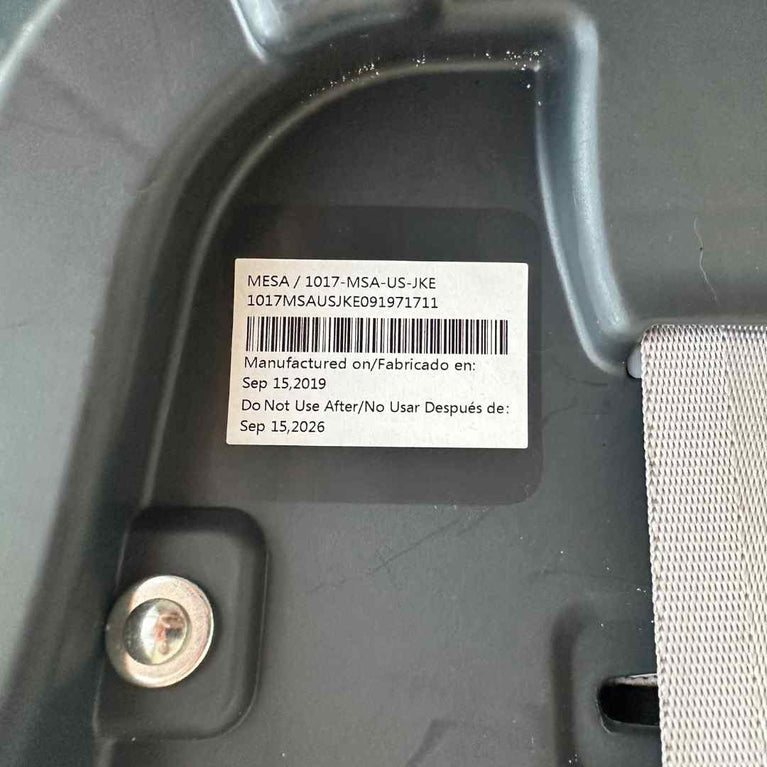 MESA / 1017-MSA-US-JKE
1017MSAUSJKE091971711
Manufactured on/Fabricado en:
Sep 15,2019
Do Not Use After/No Usar Después de:
Sep 15,2026